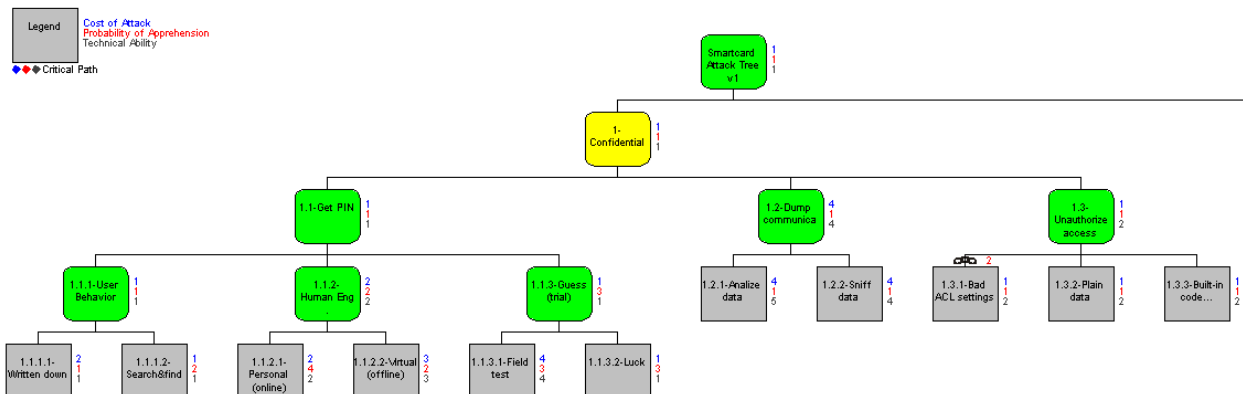 Legend
Cost of Attack
Probability of Apprehension
Technical Ability
Critical Path
Smartcard
Attack Tree
v1
1
1
1
1-
Confidential
1
1
1
1.1-Get PIN
1
1
1
1.2-Dump
communica
4
1
4
1.3-
Unauthorize
access
1
1
2
1.1.1-User
Behavior
1
1
1
1.1.2-
Human Eng
.
2
2
2
1.1.3-Guess
(trial)
1
3
1
1.2.1-Analize
data
4
1
5
1.2.2-Sniff
data
4
1
4
2
1.3.1-Bad
ACL settings
1
1
2
1.3.2-Plain
data
1
1
2
1.3.3-Built-in
code...
1
1
2
1.1.1.1-
Written down
2
1
1
1.1.1.2-
Search&find
1
2
1
1.1.2.1-
Personal
(online)
2
4
2
1.1.2.2-Virtual
(offline)
3
2
3
1.1.3.1-Field
test
4
3
4
1.1.3.2-Luck
1
3
1